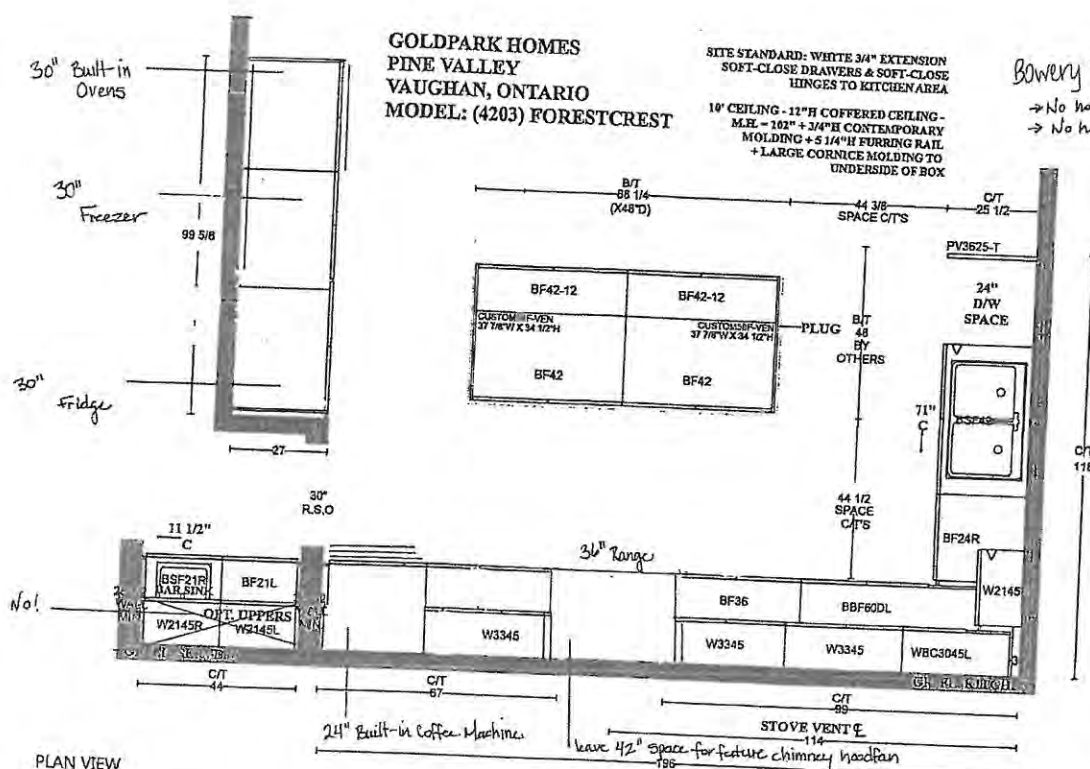 GOLDPARK HOMES
PINE VALLEY
VAUGHAN, ONTARIO
MODEL: (4203) FORESTCREST
SITE STANDARD: WHITE 3/4" EXTENSION
SOFT-CLOSE DRAWERS & SOFT-CLOSE
HINGES TO KITCHEN AREA
10' CEILING - 12"H COFFERED CEILING -
M.H. = 102" + 3/4"H CONTEMPORARY
MOLDING + 5 1/4"H FURRING RAIL
+ LARGE CORNICE MOLDING TO
UNDERSIDE OF BOX
Bowery
→ No
→ No
30" Built-in
Ovens
30"
Freezer
99 5/8
30"
Fridge
27
B/T
88 1/4
(X48"D)
44 3/8
SPACE C/T'S
C/T
25 1/2
PV3625-T
24"
D/W
SPACE
BF42-12
BF42-12
37 7/8"W X 34 1/2"H
37 7/8"W X 34 1/2"H
PLUG
BF42
BF42
B/T
48
BY
OTHERS
71"
C
C/T
118
44 1/2
SPACE
C/T'S
BF24R
W2145
30"
R.S.O
11 1/2"
C
BSF21R
BAR SINK
BF21L
OPT. UPPERS
W2145R
W2145L
No!
36" Range
W3345
BF36
BBF60DL
W3345
W3345
WBC3045L
3
C/T
44
C/T
67
C/T
99
STOVE VENT ℄
114
24" Built-in Coffee Machine
leave 42" space for feature chimney hoodfan
196
PLAN VIEW